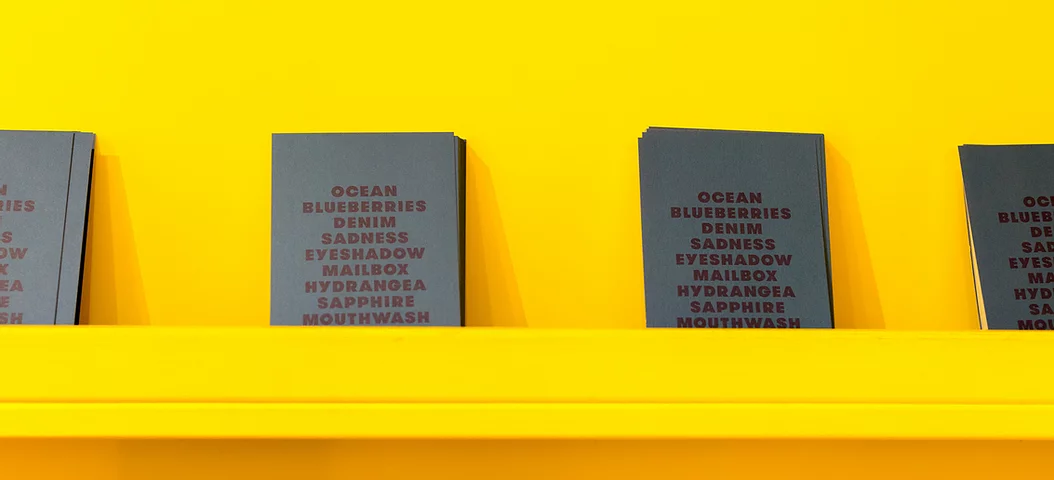 OCEAN
BLUEBERRIES
DENIM
SADNESS
EYESHADOW
MAILBOX
HYDRANGEA
SAPPHIRE
MOUTHWASH
OCEAN
BLUEBERRIES
DENIM
SADNESS
EYESHADOW
MAILBOX
HYDRANGEA
SAPPHIRE
MOUTHWASH